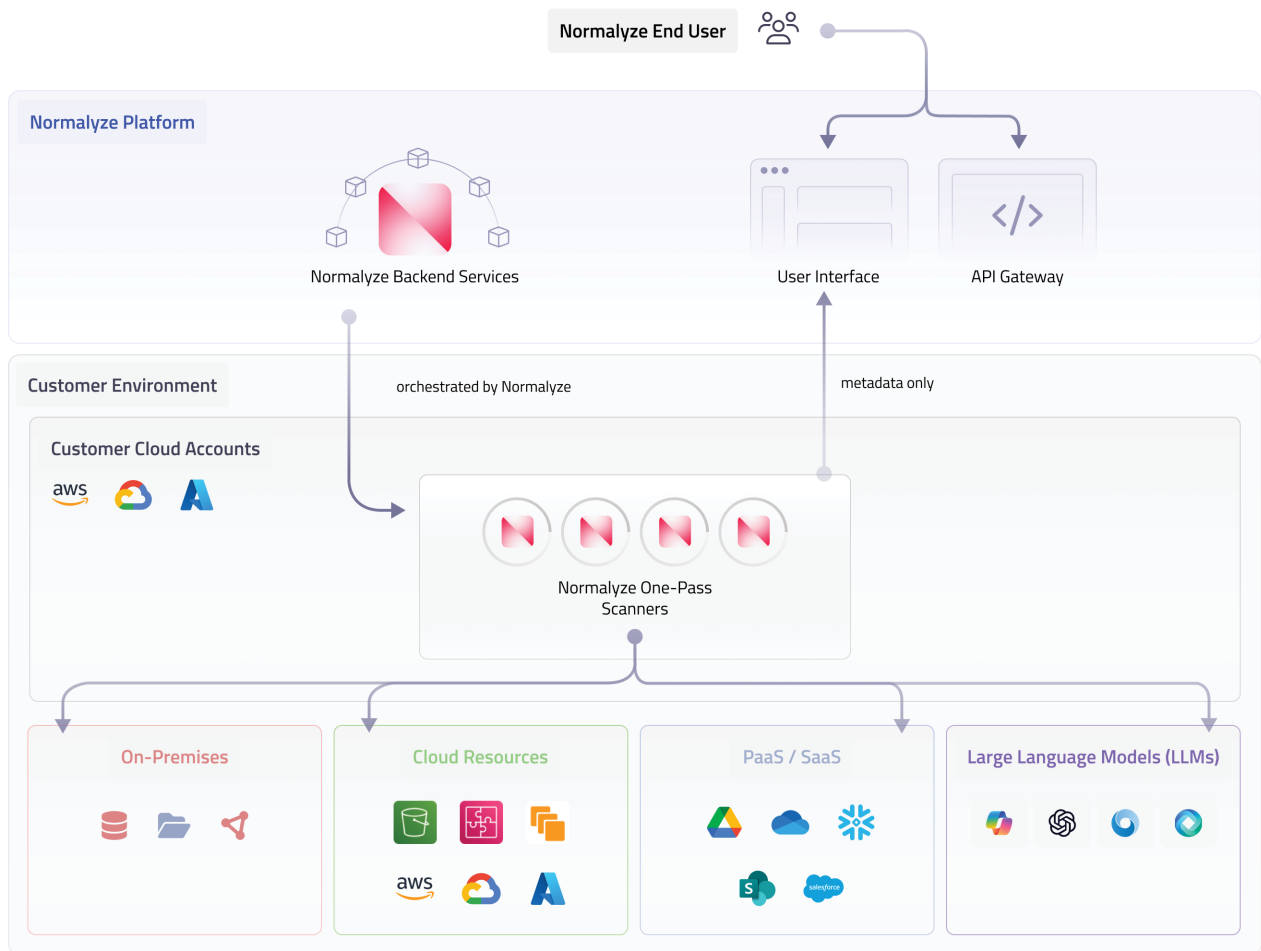 Normalyze End User
Normalyze Platform
</>
Normalyze Backend Services
User Interface
API Gateway
Customer Environment
orchestrated by Normalyze
metadata only
Customer Cloud Accounts
aws
Normalyze One-Pass
Scanners
On-Premises
Cloud Resources
PaaS / SaaS
Large Language Models (LLMs)
aws
S
salesforce